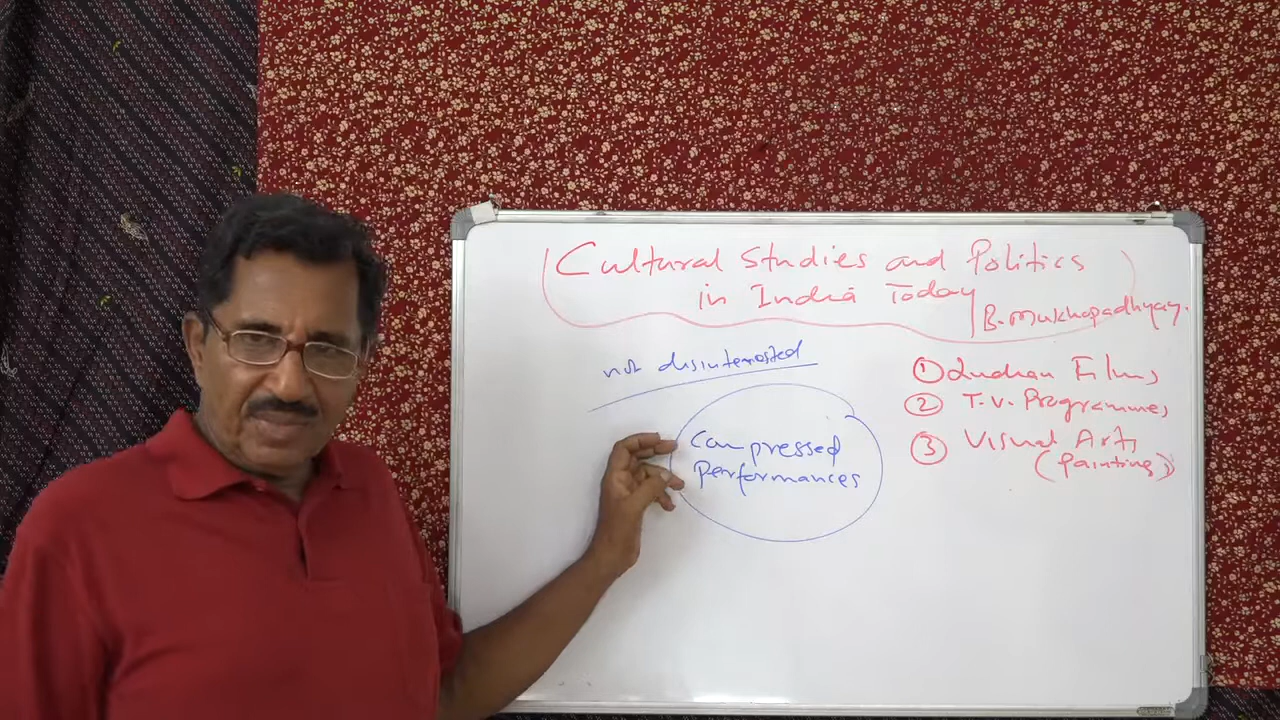 Cultural Studies and Politics
in India Today
B. Mukhopadhyay.
not disinterested
Compressed
Performances
① Indian Films
② T.V. Programmes
③ Visual Arts
(Painting)